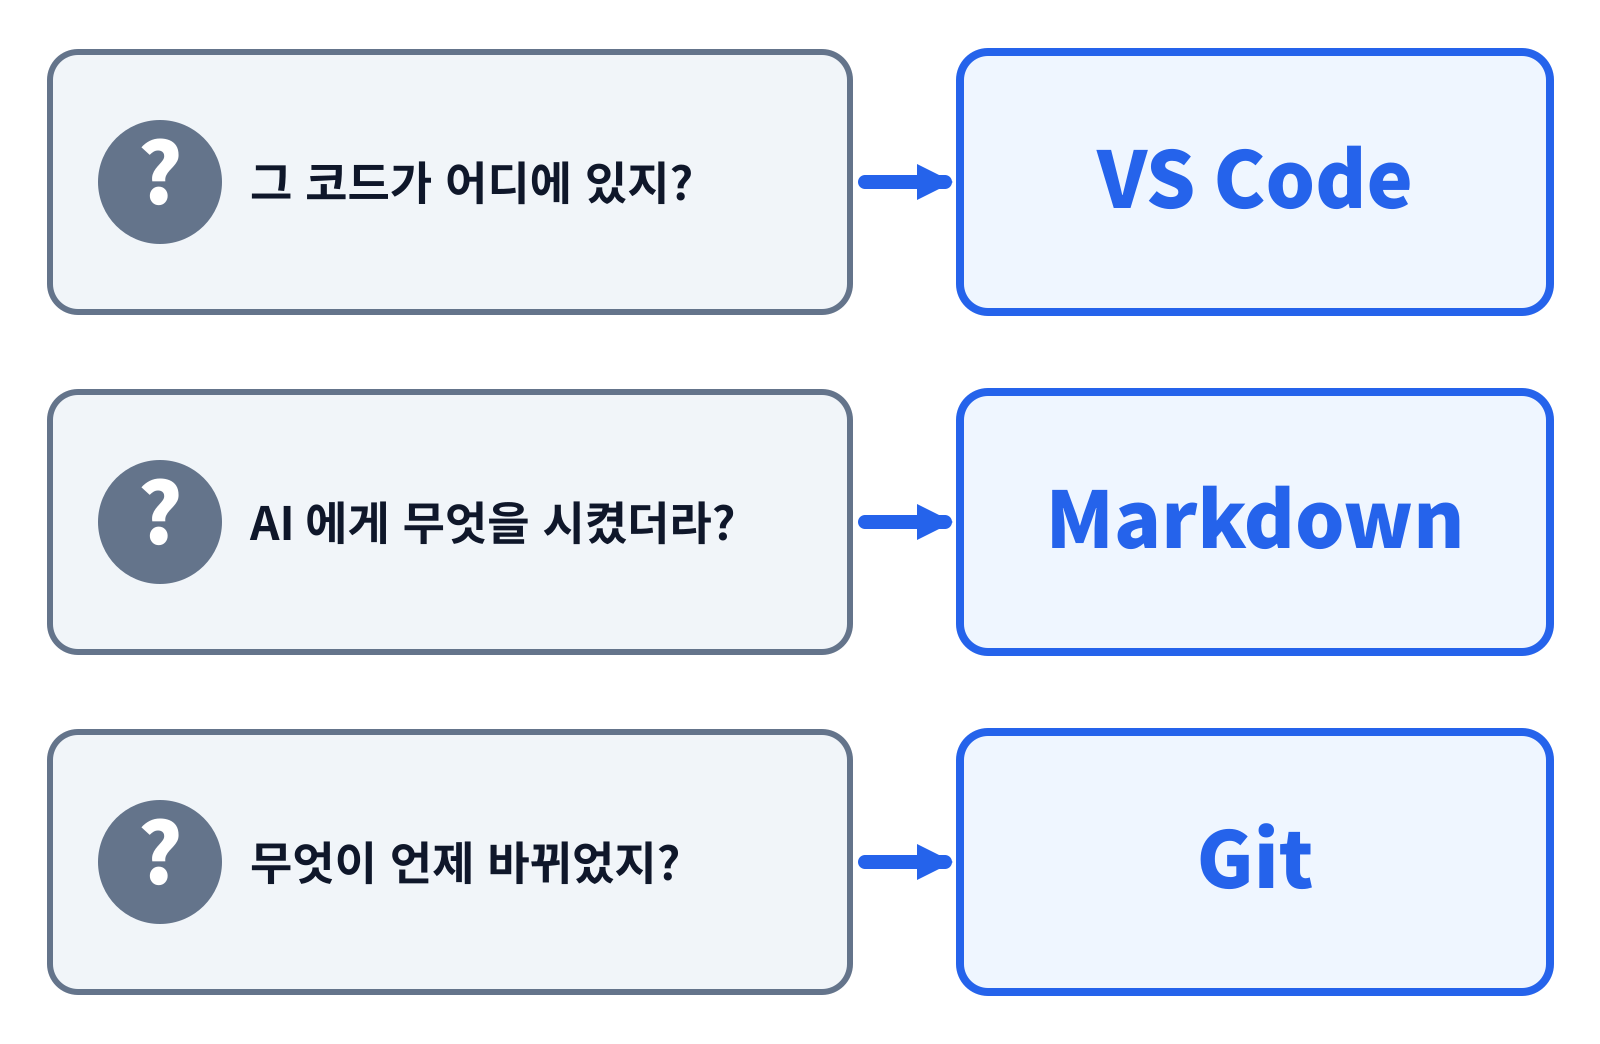 ?
그 코드가 어디에 있지?
VS Code
?
AI 에게 무엇을 시켰더라?
Markdown
?
무엇이 언제 바뀌었지?
Git